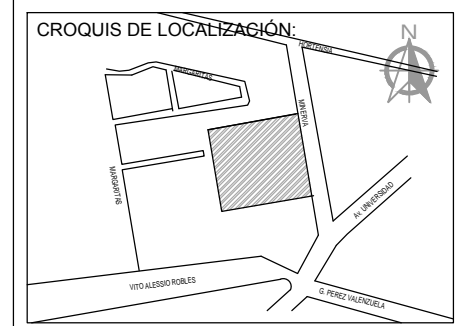 CROQUIS DE LOCALIZACIÓN:
N
HORTENSIA
MARGARITAS
MINERVA
MARGARITAS
Av. UNIVERSIDAD
VITO ALESSIO ROBLES
G. PEREZ VALENZUELA